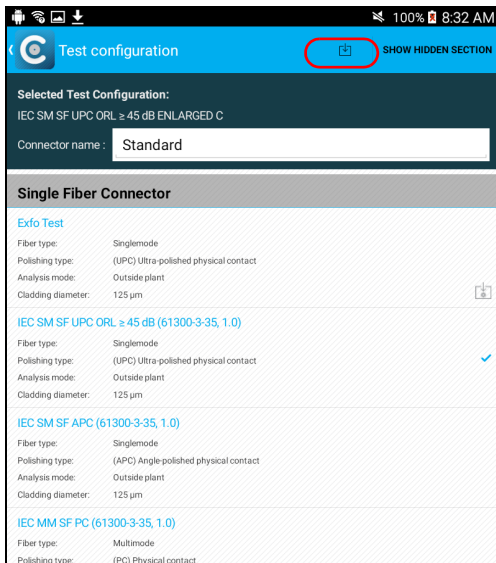 100% 8:32 AM
Test configuration
SHOW HIDDEN SECTION
Selected Test Configuration:
IEC SM SF UPC ORL ≥ 45 dB ENLARGED C
Connector name : Standard
Single Fiber Connector
Exfo Test
Fiber type: Singlemode
Polishing type: (UPC) Ultra-polished physical contact
Analysis mode: Outside plant
Cladding diameter: 125 µm
IEC SM SF UPC ORL ≥ 45 dB (61300-3-35, 1.0)
Fiber type: Singlemode
Polishing type: (UPC) Ultra-polished physical contact
Analysis mode: Outside plant
Cladding diameter: 125 µm
IEC SM SF APC (61300-3-35, 1.0)
Fiber type: Singlemode
Polishing type: (APC) Angle-polished physical contact
Analysis mode: Outside plant
Cladding diameter: 125 µm
IEC MM SF PC (61300-3-35, 1.0)
Fiber type: Multimode
Polishing type: (PC) Physical contact